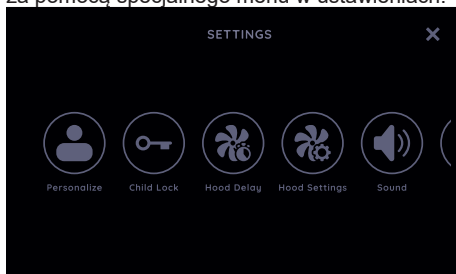 za pomocą specjalnego menu w ustawieniach.
SETTINGS
Personalize
Child Lock
Hood Delay
Hood Settings
Sound